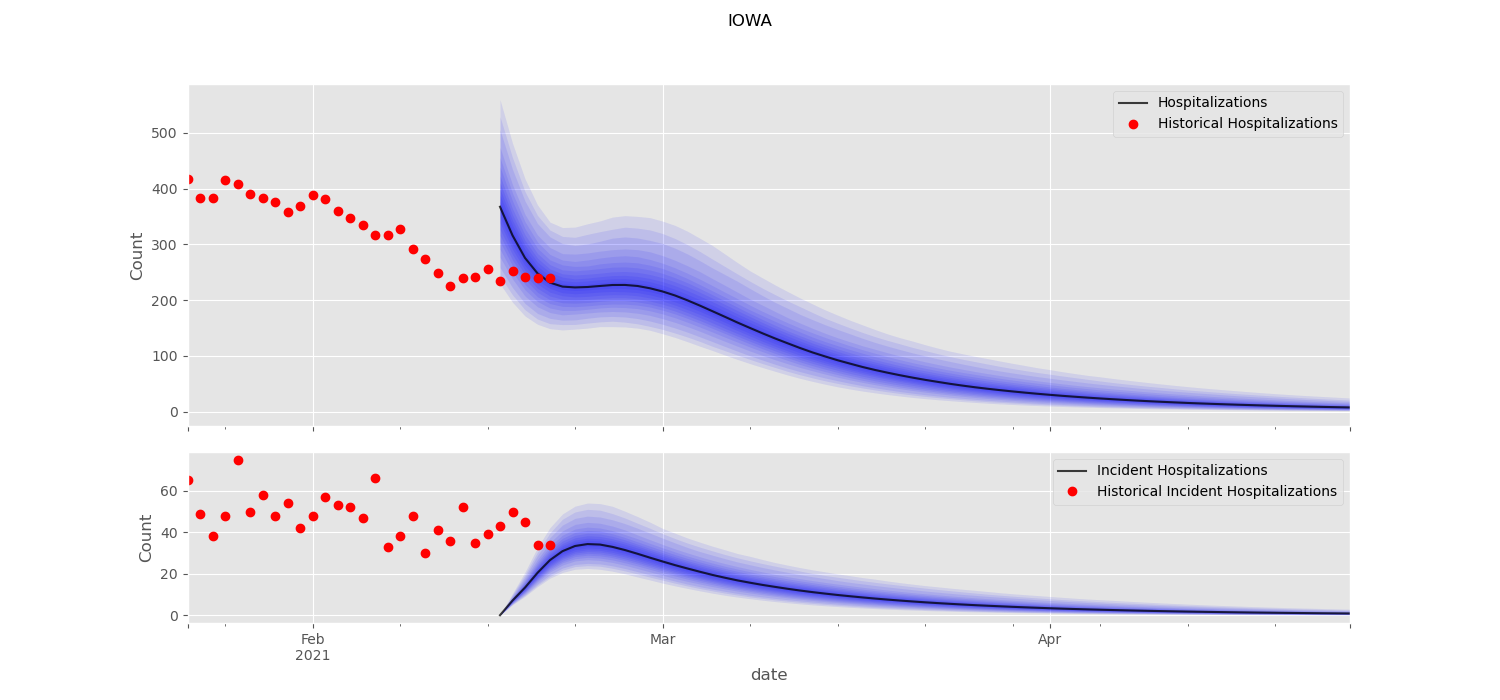 IOWA
Hospitalizations
Historical Hospitalizations
500
400
300
200
100
0
Count
Incident Hospitalizations
Historical Incident Hospitalizations
60
40
20
0
Count
Feb
2021
Mar
Apr
date